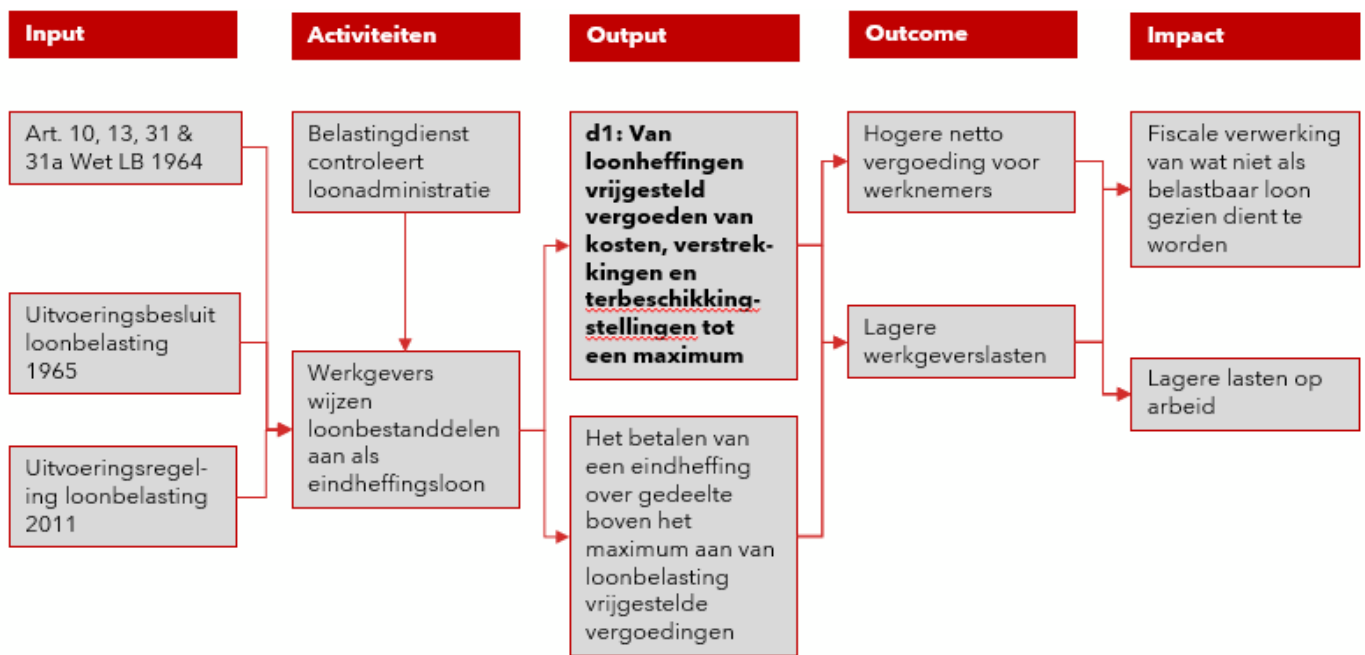 Input
Activiteiten
Output
Outcome
Impact
Art. 10, 13, 31 &
31a Wet LB 1964
Uitvoeringsbesluit
loonbelasting
1965
Uitvoeringsregel-
ing loonbelasting
2011
Belastingdienst
controleert
loonadministratie
Werkgevers
wijzen
loonbestanddelen
aan als
eindheffingsloon
d1: Van
loonheffingen
vrijgesteld
vergoeden van
kosten, verstrek-
kingen en
terbeschikking-
stellingen tot
een maximum
Het betalen van
een eindheffing
over gedeelte
boven het
maximum aan van
loonbelasting
vrijgestelde
vergoedingen
Hogere netto
vergoeding voor
werknemers
Lagere
werkgeverslasten
Fiscale verwerking
van wat niet als
belastbaar loon
gezien dient te
worden
Lagere lasten op
arbeid